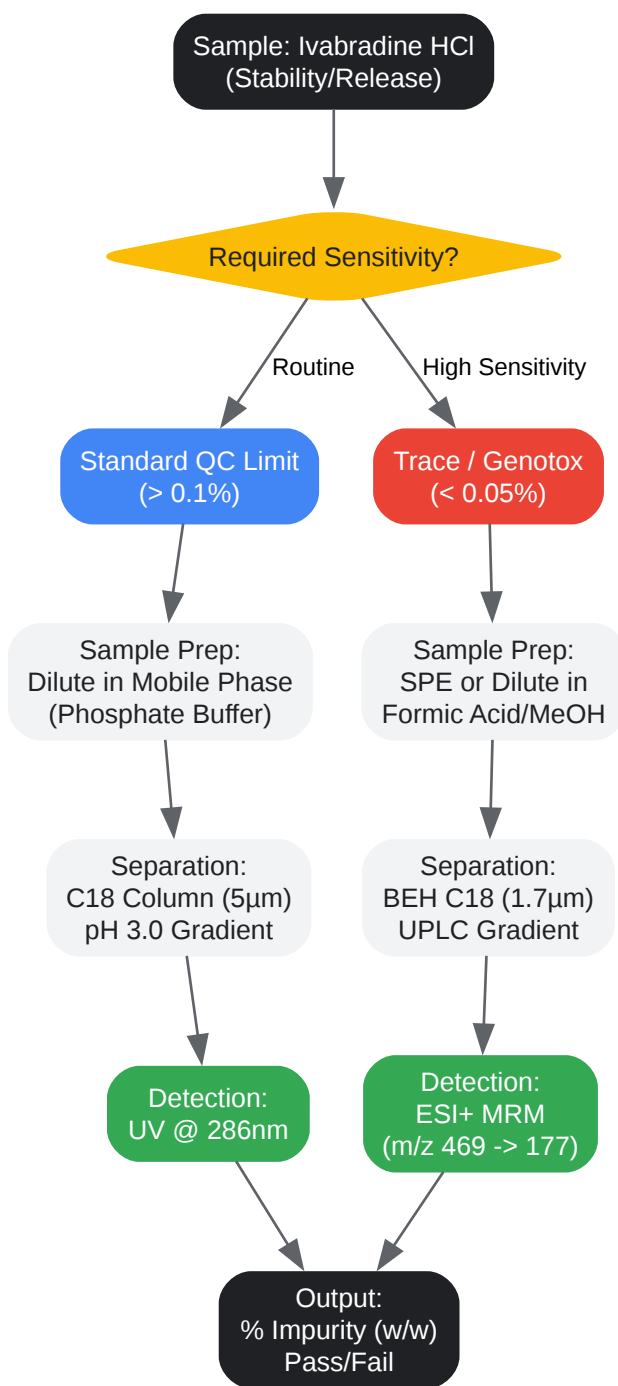 Sample: Ivabradine HCl
(Stability/Release)
Required Sensitivity?
Routine
High Sensitivity
Standard QC Limit
(> 0.1%)
Trace / Genotox
(< 0.05%)
Sample Prep:
Dilute in Mobile Phase
(Phosphate Buffer)
Sample Prep:
SPE or Dilute in
Formic Acid/MeOH
Separation:
C18 Column (5µm)
pH 3.0 Gradient
Separation:
BEH C18 (1.7µm)
UPLC Gradient
Detection:
UV @ 286nm
Detection:
ESI+ MRM
(m/z 469 -> 177)
Output:
% Impurity (w/w)
Pass/Fail